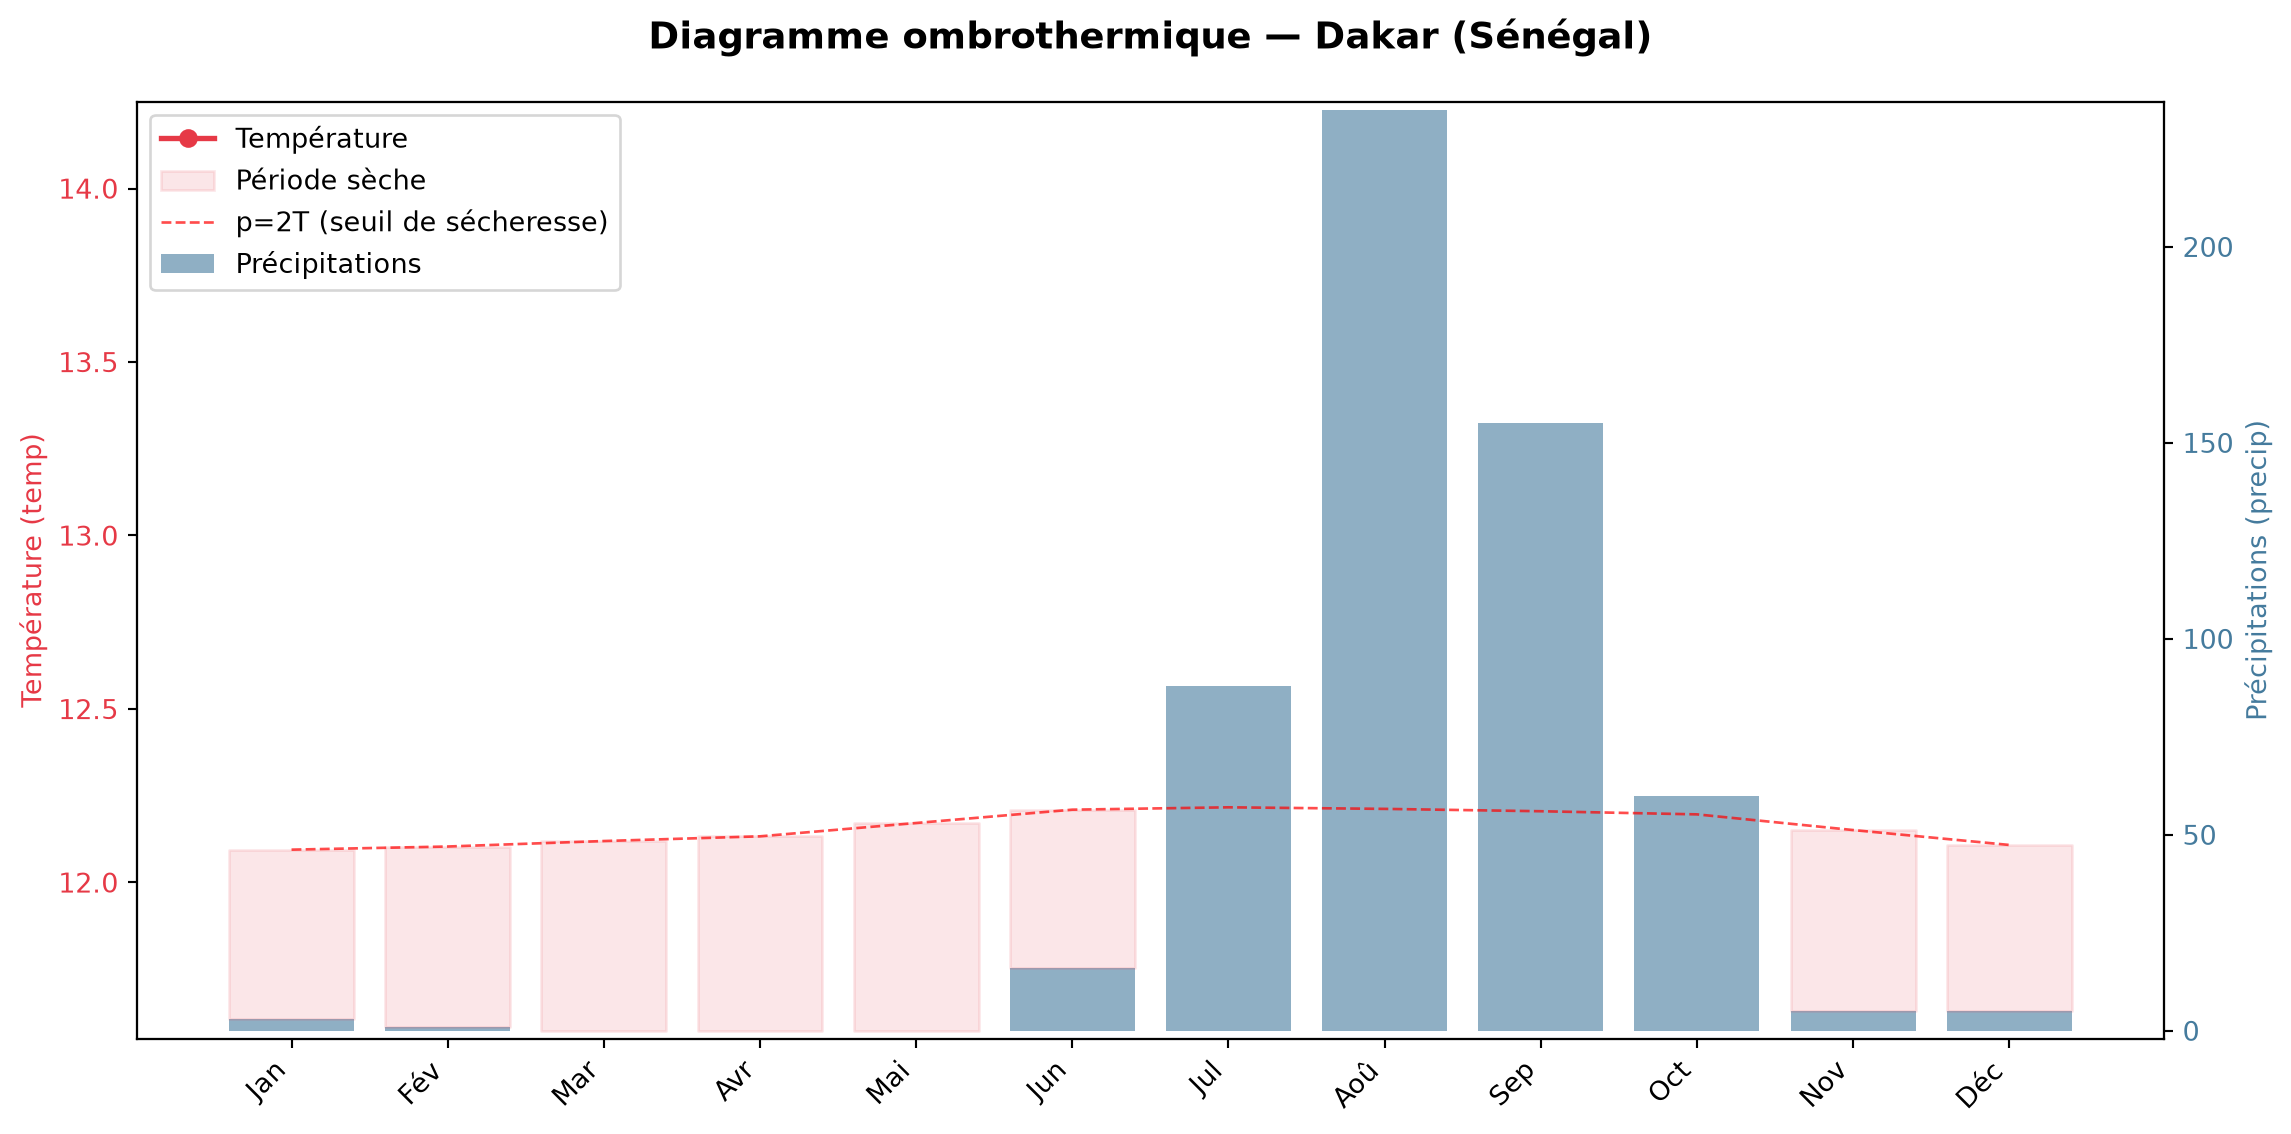 Diagramme ombrothermique — Dakar (Sénégal)
Température
Période sèche
p=2T (seuil de sécheresse)
Précipitations
Température (temp)
14.0
13.5
13.0
12.5
12.0
200
150
100
50
0
Précipitations (precip)
Jan
Fév
Mar
Avr
Mai
Jun
Jul
Aoû
Sep
Oct
Nov
Déc